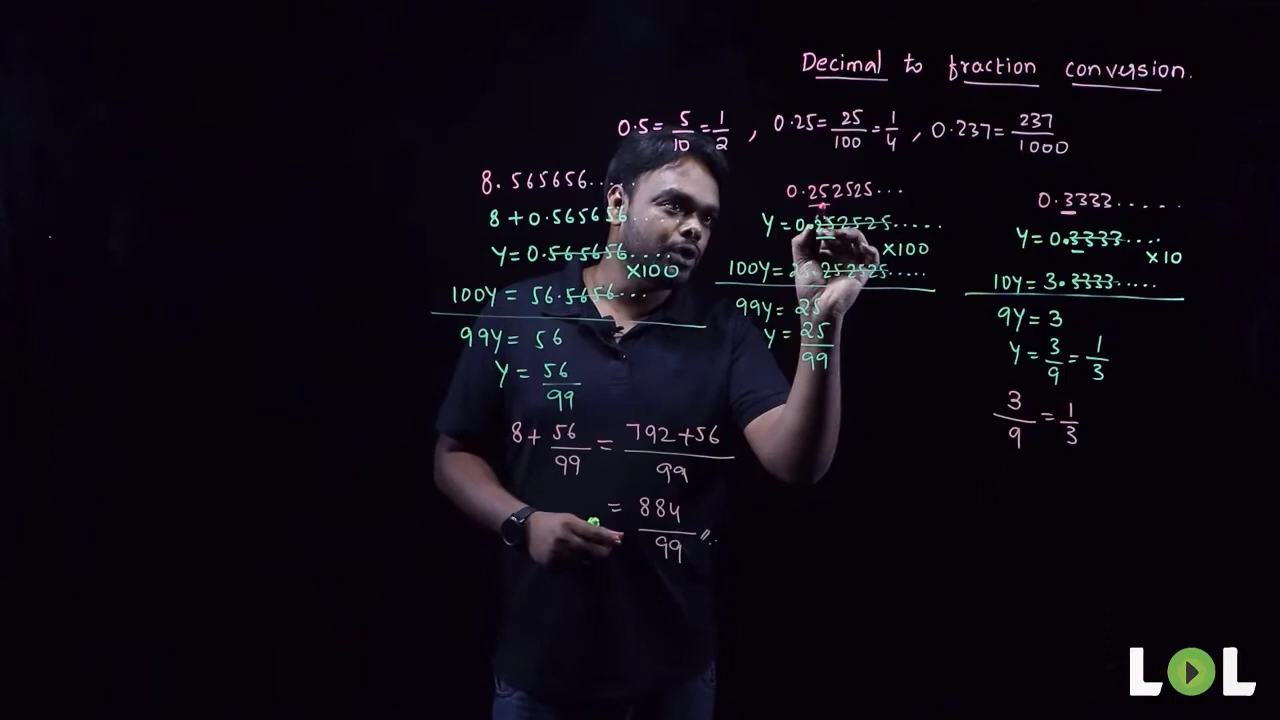 Decimal to fraction conversion.
0.5 = 5/10 = 1/2 , 0.25 = 25/100 = 1/4 , 0.237 = 237/1000
8.565656....
8 + 0.565656....
Y = 0.565656....
×100
100Y = 56.5656...
99Y = 56
Y = 56/99
8 + 56/99 = 792+56/99
= 884/99
0.252525...
Y = 0.252525.....
×100
100Y = 25.252525.....
99Y = 25
Y = 25/99
0.3333.....
Y = 0.3333....
×10
10Y = 3.3333.....
9Y = 3
Y = 3/9 = 1/3
3/9 = 1/3
LOL